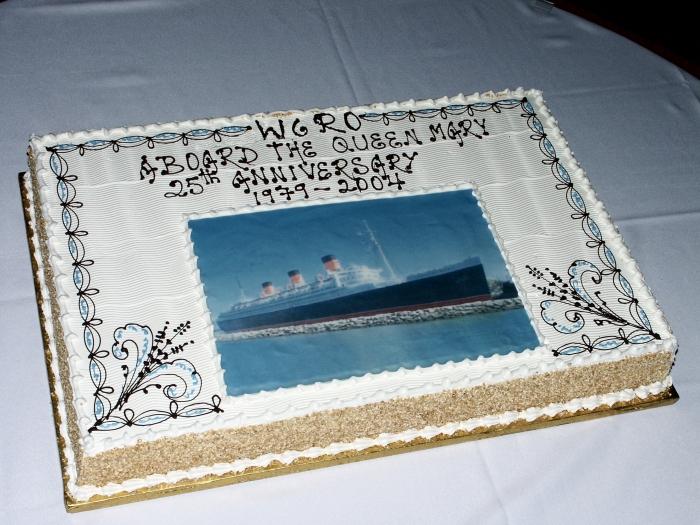 W6RO
ABOARD THE QUEEN MARY
25th ANNIVERSARY
1979-2004